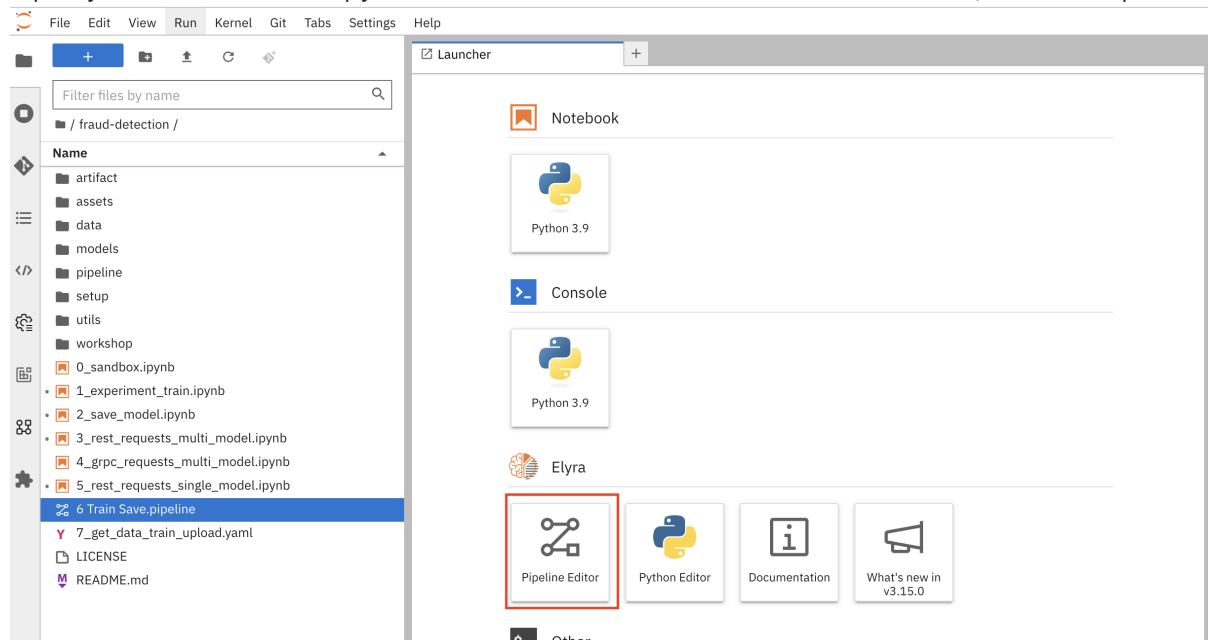 File Edit View Run Kernel Git Tabs Settings Help
Launcher
Filter files by name
/ fraud-detection /
Name
artifact
assets
data
models
pipeline
setup
utils
workshop
0_sandbox.ipynb
1_experiment_train.ipynb
2_save_model.ipynb
3_rest_requests_multi_model.ipynb
4_grpc_requests_multi_model.ipynb
5_rest_requests_single_model.ipynb
6 Train Save.pipeline
Y 7_get_data_train_upload.yaml
LICENSE
M README.md
Notebook
Python 3.9
Console
Python 3.9
Elyra
Pipeline Editor
Python Editor
Documentation
What's new in
v3.15.0